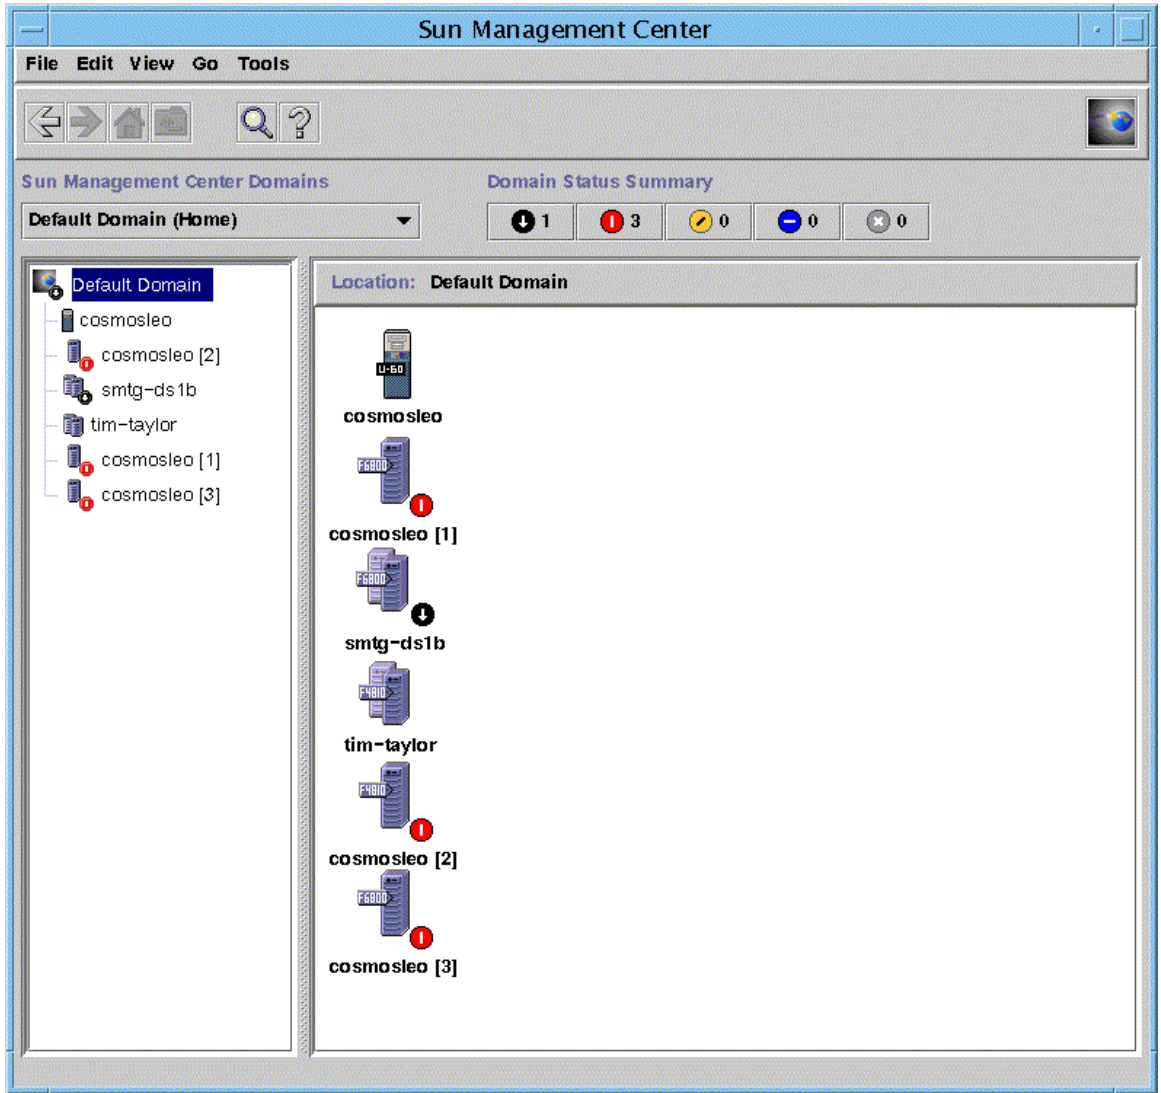 Sun Management Center
File Edit View Go Tools
Sun Management Center Domains
Domain Status Summary
Default Domain (Home)
1 3 0 0 0
Default Domain
cosmosleo
cosmosleo [2]
smtg-ds1b
tim-taylor
cosmosleo [1]
cosmosleo [3]
Location: Default Domain
U-60
cosmosleo
F6800
cosmosleo [1]
F6800
smtg-ds1b
F4810
tim-taylor
F4810
cosmosleo [2]
F6800
cosmosleo [3]